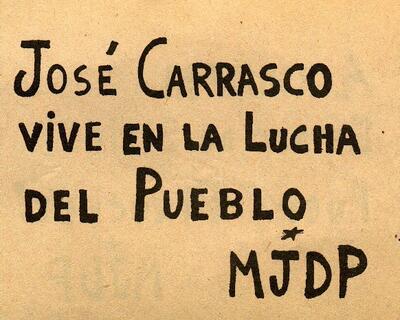 JOSÉ CARRASCO
VIVE EN LA LUCHA
DEL PUEBLO
MJDP